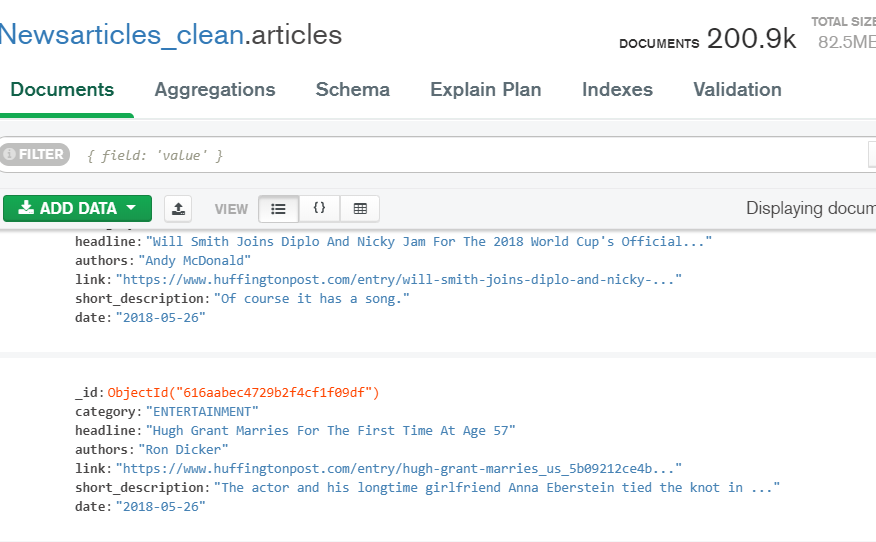 Newsarticles_clean.articles
DOCUMENTS 200.9k
TOTAL SIZE
82.5ME
Documents Aggregations Schema Explain Plan Indexes Validation
FILTER { field: 'value' }
ADD DATA VIEW {} Displaying docum
headline: "Will Smith Joins Diplo And Nicky Jam For The 2018 World Cup's Official..."
authors: "Andy McDonald"
link: "https://www.huffingtonpost.com/entry/will-smith-joins-diplo-and-nicky-..."
short_description: "Of course it has a song."
date: "2018-05-26"
_id: ObjectId("616aabec4729b2f4cf1f09df")
category: "ENTERTAINMENT"
headline: "Hugh Grant Marries For The First Time At Age 57"
authors: "Ron Dicker"
link: "https://www.huffingtonpost.com/entry/hugh-grant-marries_us_5b09212ce4b..."
short_description: "The actor and his longtime girlfriend Anna Eberstein tied the knot in ..."
date: "2018-05-26"